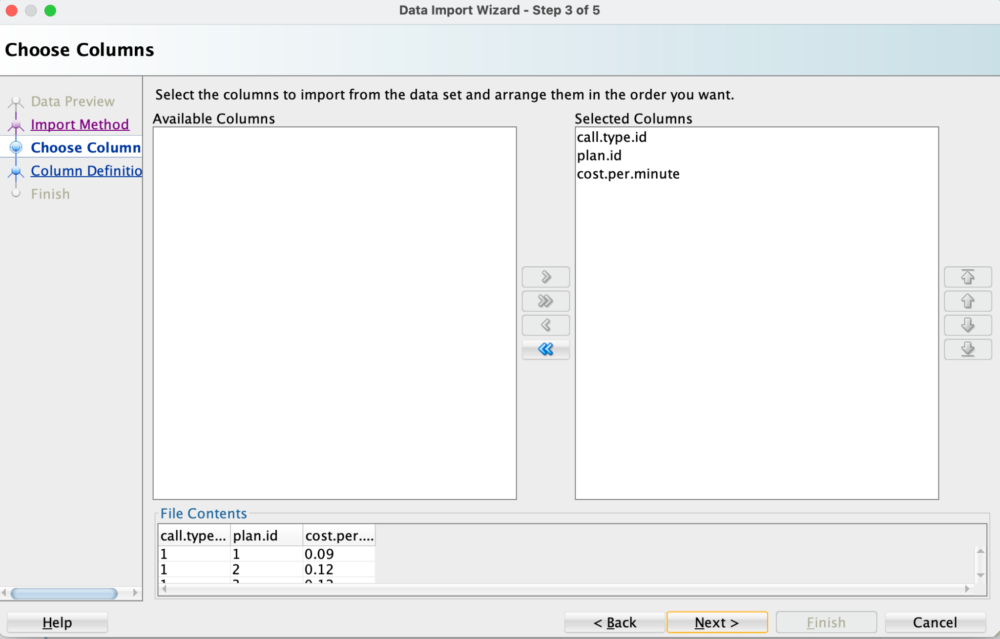 Data Import Wizard - Step 3 of 5
Choose Columns
Data Preview
Import Method
Choose Column
Column Definitio
Finish
Select the columns to import from the data set and arrange them in the order you want.
Available Columns
Selected Columns
call.type.id
plan.id
cost.per.minute
File Contents
call.type... plan.id cost.per....
1 1 0.09
1 2 0.12
Help < Back Next > Finish Cancel